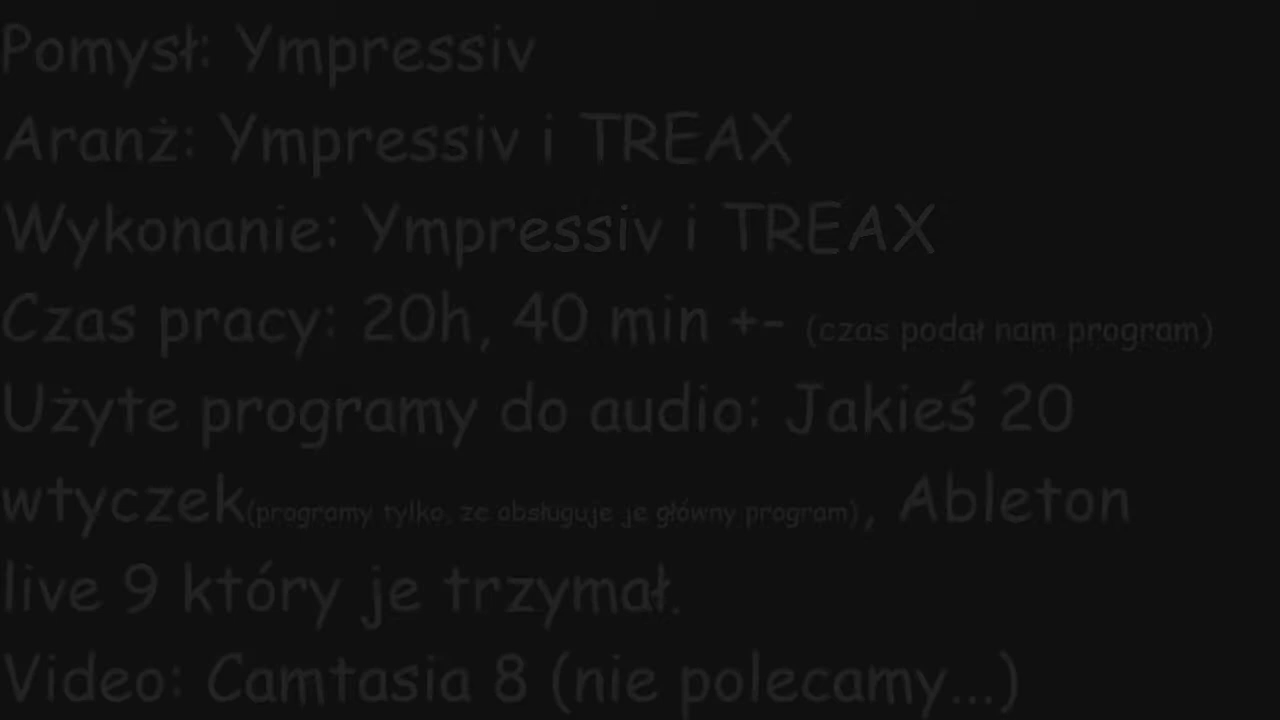 Pomysł: Ympressiv
Aranż: Ympressiv i TREAX
Wykonanie: Ympressiv i TREAX
Czas pracy: 20h, 40 min +- (czas podał nam program)
Użyte programy do audio: Jakieś 20
wtyczek(programy tylko, ze absługuje je główny program), Ableton
live 9 który je trzymał.
Video: Camtasia 8 (nie polecamy...)